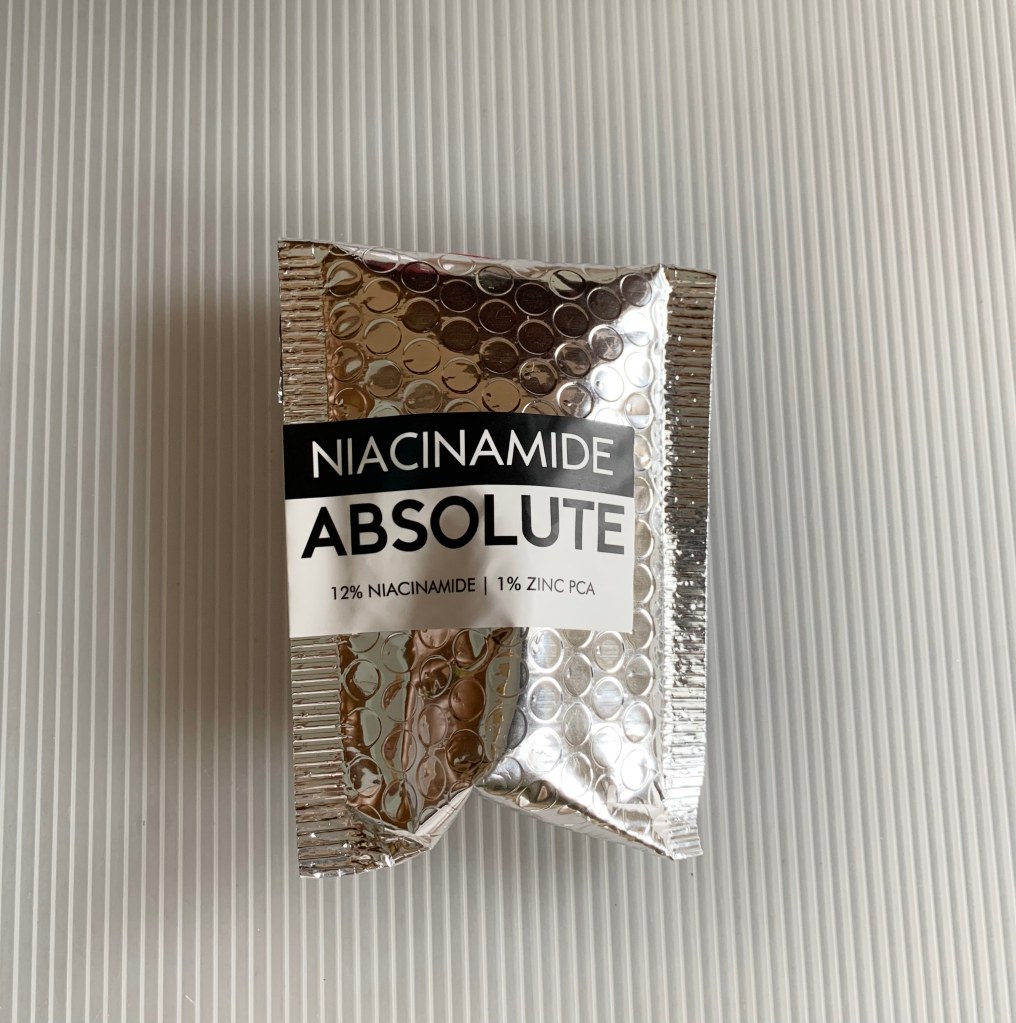 NIACINAMIDE
ABSOLUTE
12% NIACINAMIDE | 1% ZINC PCA